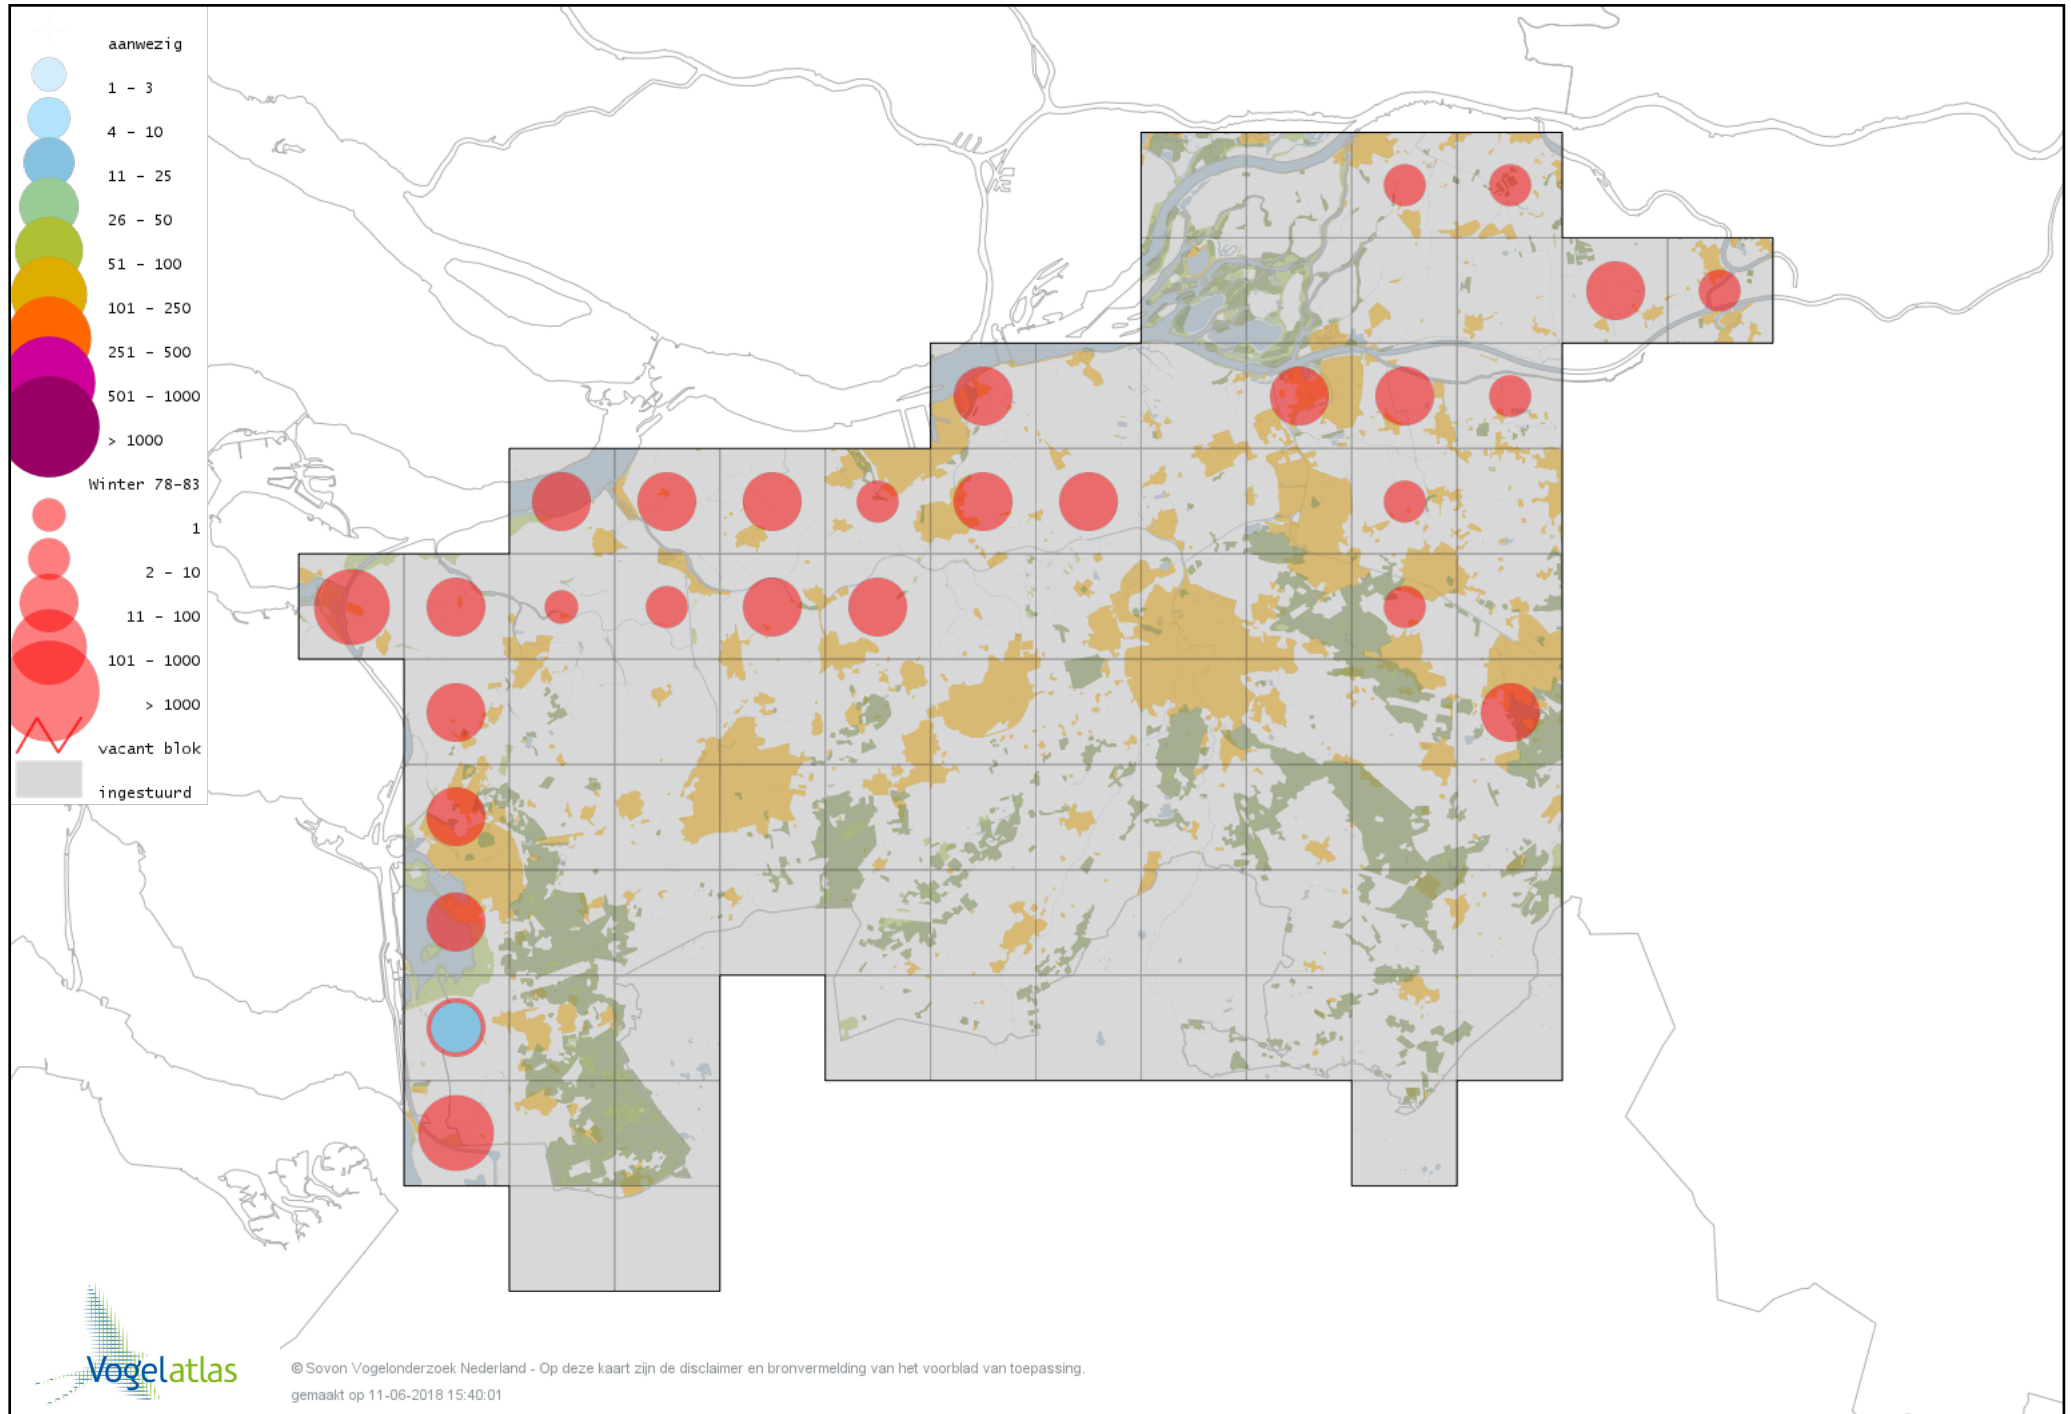 aanwezig
1 – 3
4 – 10
11 – 25
26 – 50
51 – 100
101 – 250
251 – 500
501 – 1000
> 1000
Winter 78-83
1
2 – 10
11 – 100
101 – 1000
> 1000
vacant blok
ingestuurd
Vogelatlas
© Sovon Vogelonderzoek Nederland - Op deze kaart zijn de disclaimer en bronvermelding van het voorblad van toepassing.
gemaakt op 11-06-2018 15:40:01